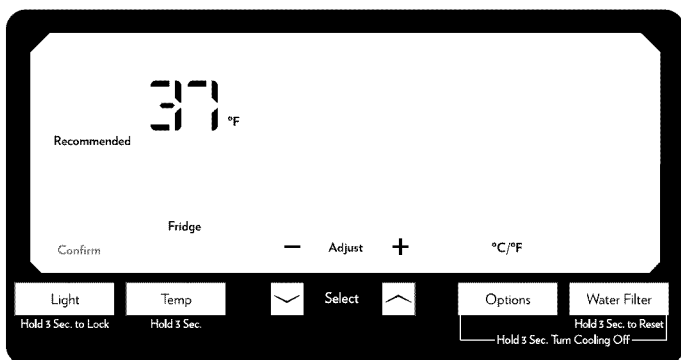 37 °F
Recommended
Fridge
Confirm
− Adjust + °C/°F
Light Temp Select Options Water Filter
Hold 3 Sec. to Lock Hold 3 Sec. Hold 3 Sec. to Reset
Hold 3 Sec. Turn Cooling Off